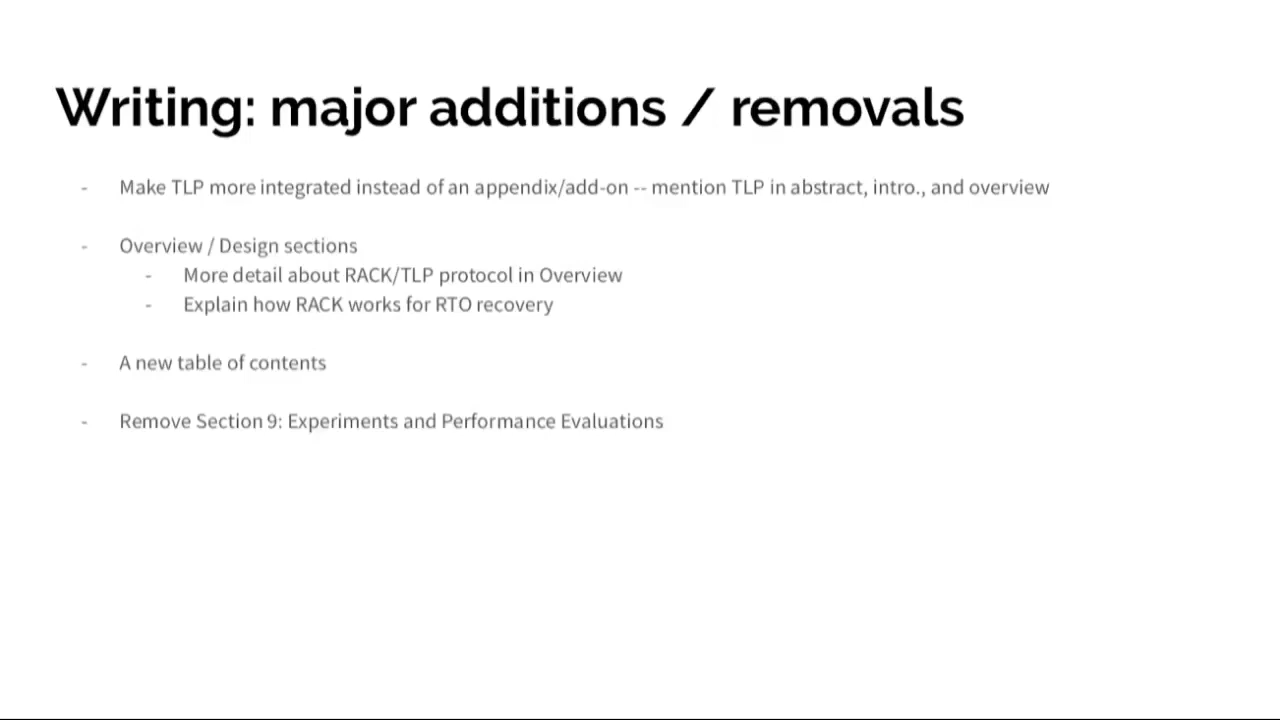 Writing: major additions / removals
- Make TLP more integrated instead of an appendix/add-on -- mention TLP in abstract, intro., and overview
- Overview / Design sections
- More detail about RACK/TLP protocol in Overview
- Explain how RACK works for RTO recovery
- A new table of contents
- Remove Section 9: Experiments and Performance Evaluations